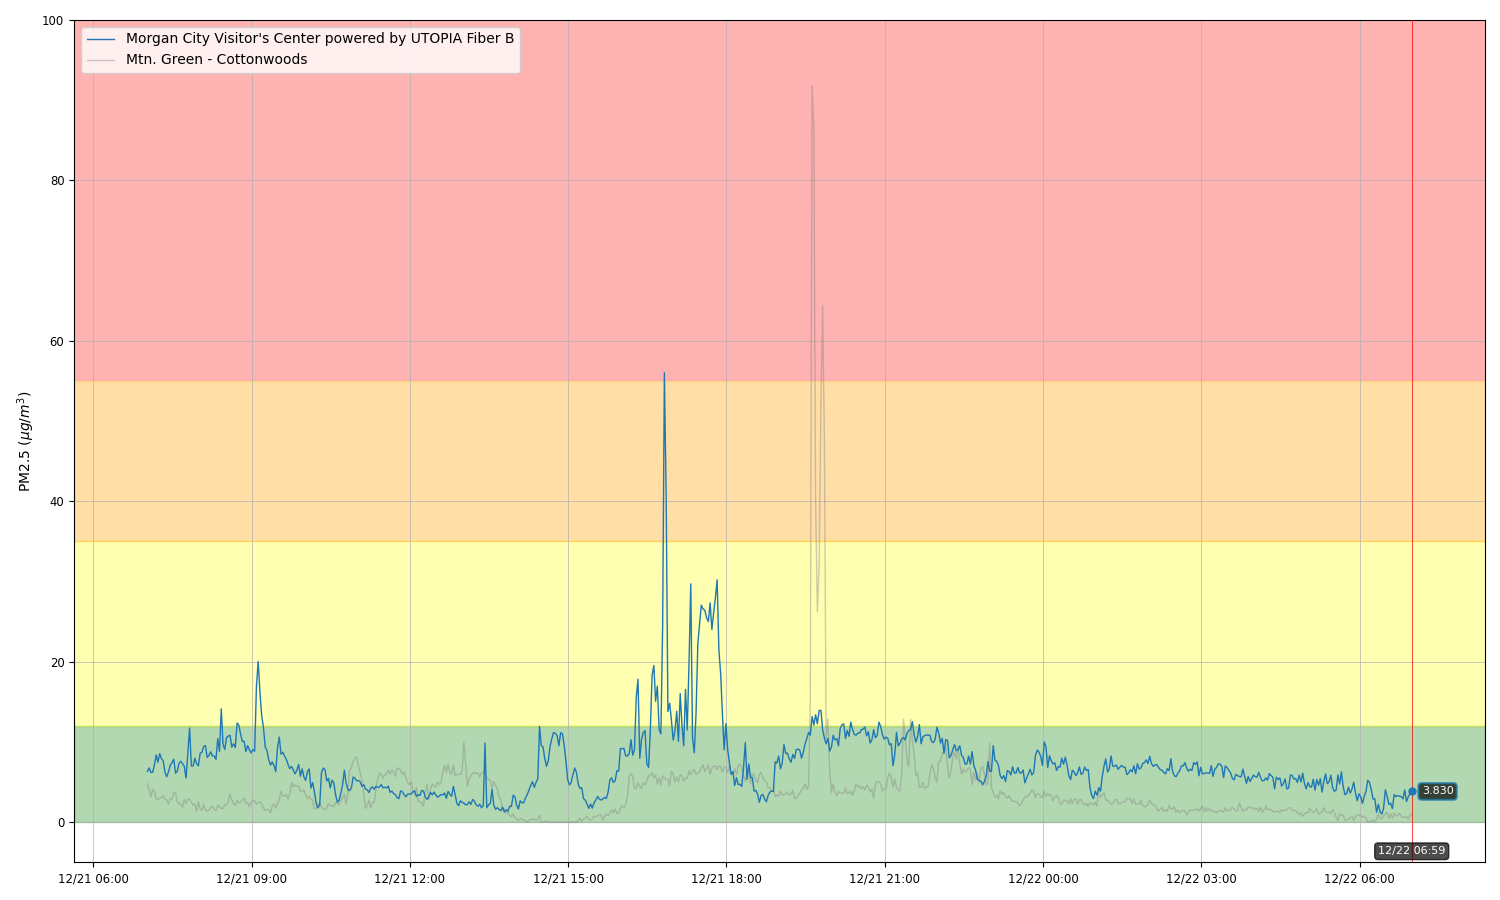 100
80
60
40
20
0
PM2.5 (μg/m³)
Morgan City Visitor's Center powered by UTOPIA Fiber B
Mtn. Green - Cottonwoods
3.830
12/22 06:59
12/21 06:00 12/21 09:00 12/21 12:00 12/21 15:00 12/21 18:00 12/21 21:00 12/22 00:00 12/22 03:00 12/22 06:00